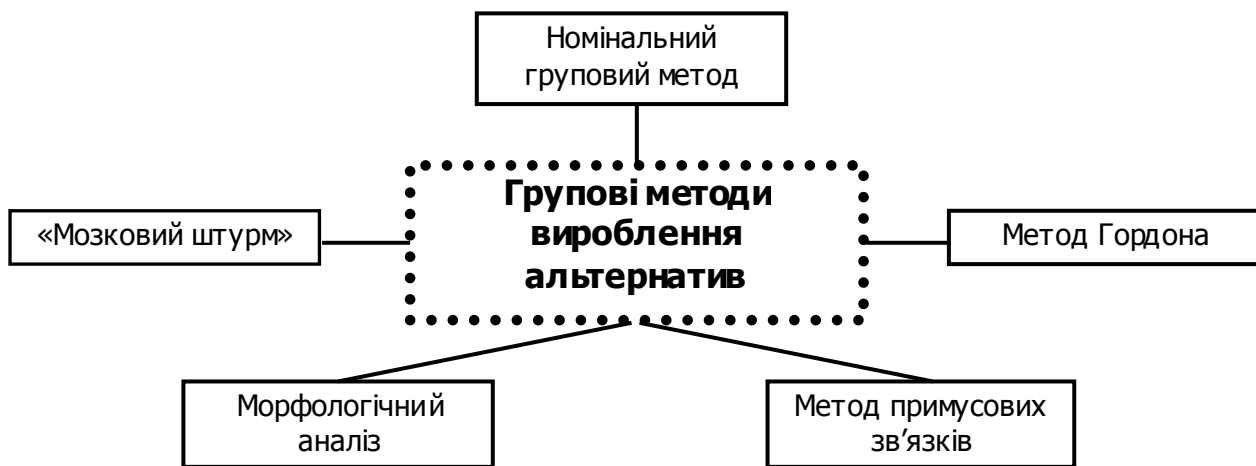 Номінальний
груповий метод
Групові методи
вироблення
альтернатив
«Мозковий штурм»
Метод Гордона
Морфологічний
аналіз
Метод примусових
зв’язків